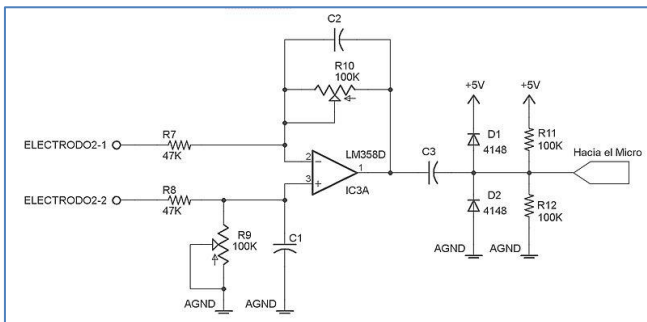 C2
R10
100K
+5V
+5V
R7
47K
ELECTRODO2-1
2
LM358D
1
3
IC3A
C3
D1
4148
R11
100K
Hacia el Micro
ELECTRODO2-2
R8
47K
D2
4148
R12
100K
R9
100K
C1
AGND
AGND
AGND
AGND